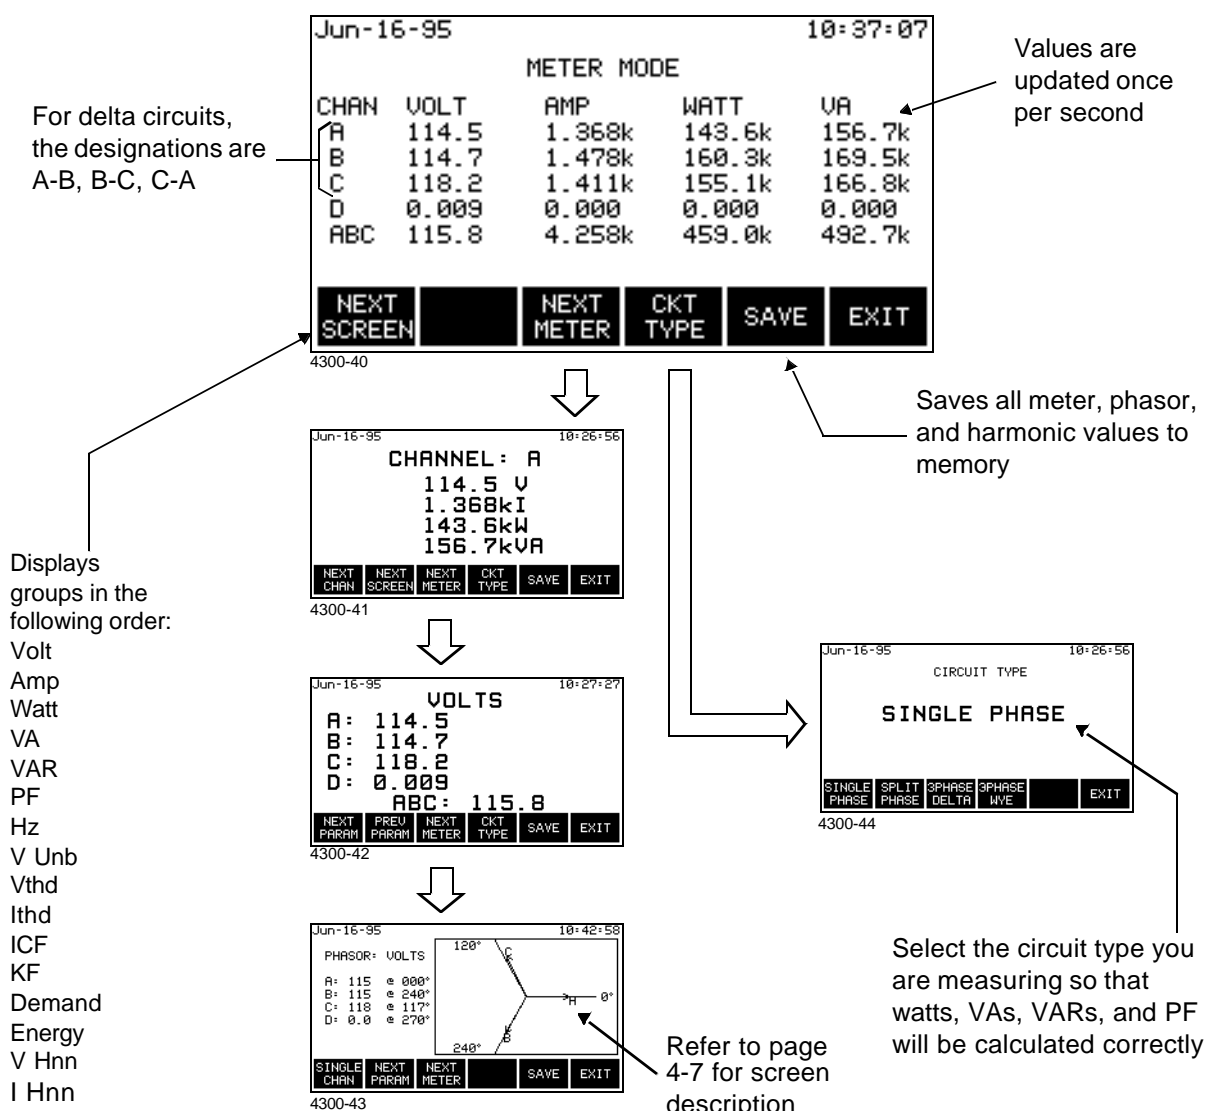 Jun-16-95 10:37:07
METER MODE
CHAN VOLT AMP WATT VA
A 114.5 1.368k 143.6k 156.7k
B 114.7 1.478k 160.3k 169.5k
C 118.2 1.411k 155.1k 166.8k
D 0.009 0.000 0.000 0.000
ABC 115.8 4.258k 459.0k 492.7k
NEXT SCREEN NEXT METER CKT TYPE SAVE EXIT
4300-40
Values are
updated once
per second
For delta circuits,
the designations are
A-B, B-C, C-A
Saves all meter, phasor,
and harmonic values to
memory
Jun-16-95 10:26:56
CHANNEL: A
114.5 V
1.368kI
143.6kW
156.7kVA
NEXT CHAN NEXT SCREEN NEXT METER CKT TYPE SAVE EXIT
4300-41
Displays
groups in the
following order:
Volt
Amp
Watt
VA
VAR
PF
Hz
V Unb
Vthd
Ithd
ICF
KF
Demand
Energy
V Hnn
I Hnn
Jun-16-95 10:27:27
VOLTS
A: 114.5
B: 114.7
C: 118.2
D: 0.009
ABC: 115.8
NEXT PARAM PREV PARAM NEXT METER CKT TYPE SAVE EXIT
4300-42
Jun-16-95 10:26:56
CIRCUIT TYPE
SINGLE PHASE
SINGLE PHASE SPLIT PHASE 3PHASE DELTA 3PHASE WYE EXIT
4300-44
Jun-16-95 10:42:58
PHASOR: VOLTS
A: 115 @ 000°
B: 115 @ 240°
C: 118 @ 117°
D: 0.0 @ 270°
120°
C
A
0°
B
240°
SINGLE CHAN NEXT PARAM NEXT METER SAVE EXIT
4300-43
Select the circuit type you
are measuring so that
watts, VAs, VARs, and PF
will be calculated correctly
Refer to page
4-7 for screen
description